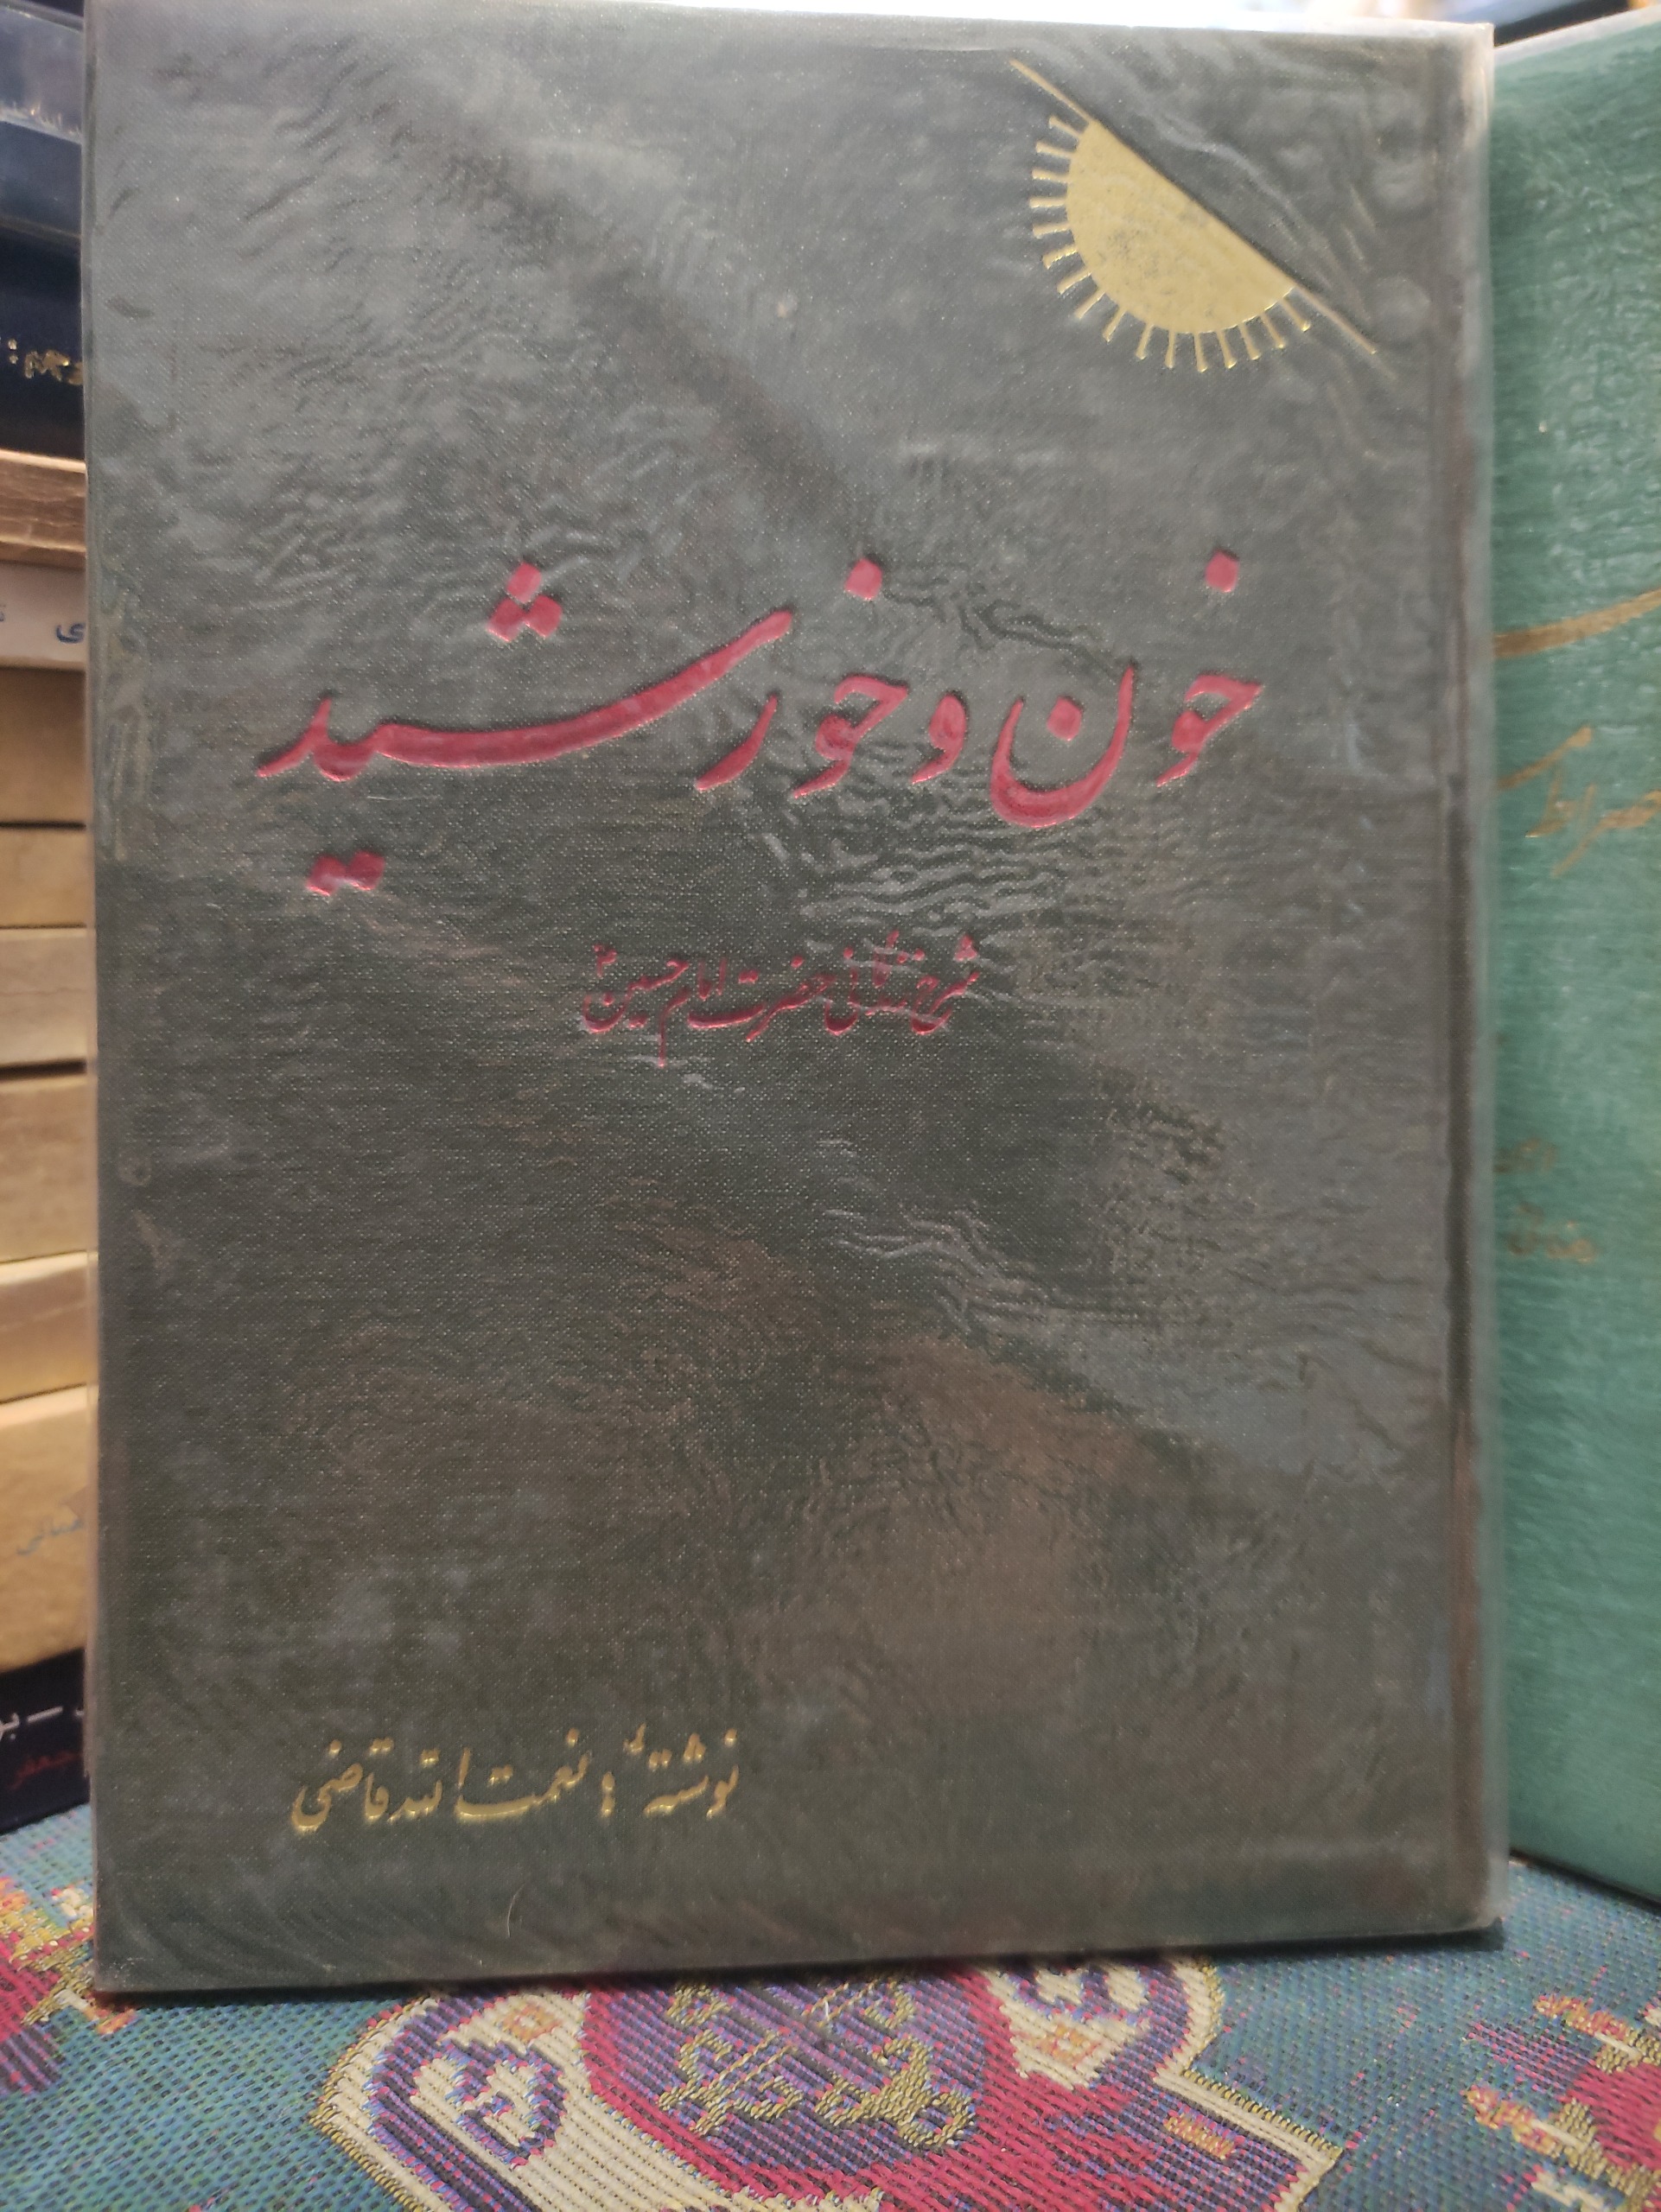 خون و خورشید
شرح زندگانی حضرت امام حسین ع
نوشتهٔ : نعمت الله قاضی